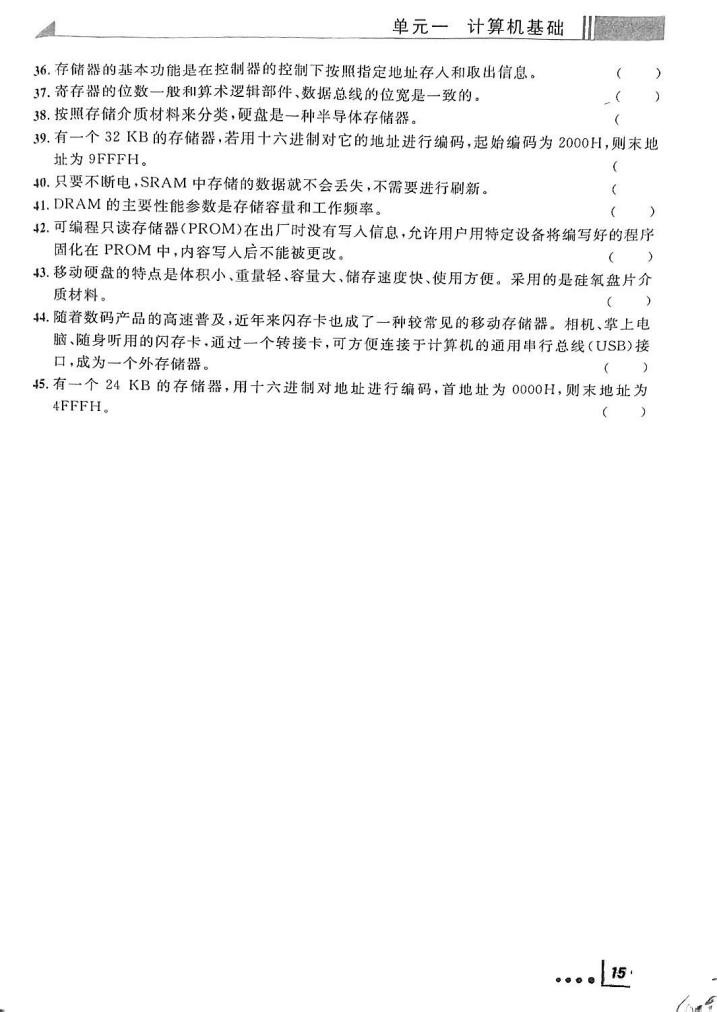 单元一 计算机基础
36. 存储器的基本功能是在控制器的控制下按照指定地址存入和取出信息。 ( )
37. 寄存器的位数一般和算术逻辑部件、数据总线的位宽是一致的。 ( )
38. 按照存储介质材料来分类,硬盘是一种半导体存储器。 (
39. 有一个 32 KB 的存储器,若用十六进制对它的地址进行编码,起始编码为 2000H,则末地
址为 9FFFH。 (
40. 只要不断电,SRAM 中存储的数据就不会丢失,不需要进行刷新。 (
41. DRAM 的主要性能参数是存储容量和工作频率。 ( )
42. 可编程只读存储器(PROM)在出厂时没有写入信息,允许用户用特定设备将编写好的程序
固化在 PROM 中,内容写入后不能被更改。 ( )
43. 移动硬盘的特点是体积小、重量轻、容量大、储存速度快、使用方便。采用的是硅氧盘片介
质材料。 ( )
44. 随着数码产品的高速普及,近年来闪存卡也成了一种较常见的移动存储器。相机、掌上电
脑、随身听用的闪存卡,通过一个转接卡,可方便连接于计算机的通用串行总线(USB)接
口,成为一个外存储器。 ( )
45. 有一个 24 KB 的存储器,用十六进制对地址进行编码,首地址为 0000H,则末地址为
4FFFH。 ( )
15